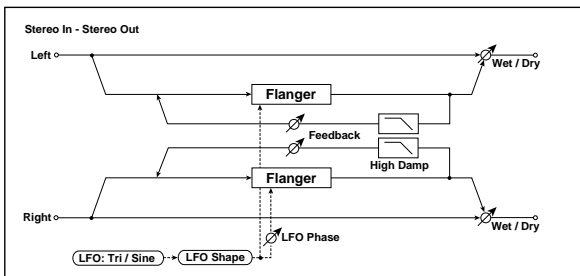 Stereo In - Stereo Out
Left
Wet / Dry
Flanger
Feedback
High Damp
Flanger
Right
Wet / Dry
LFO Phase
LFO: Tri / Sine
LFO Shape